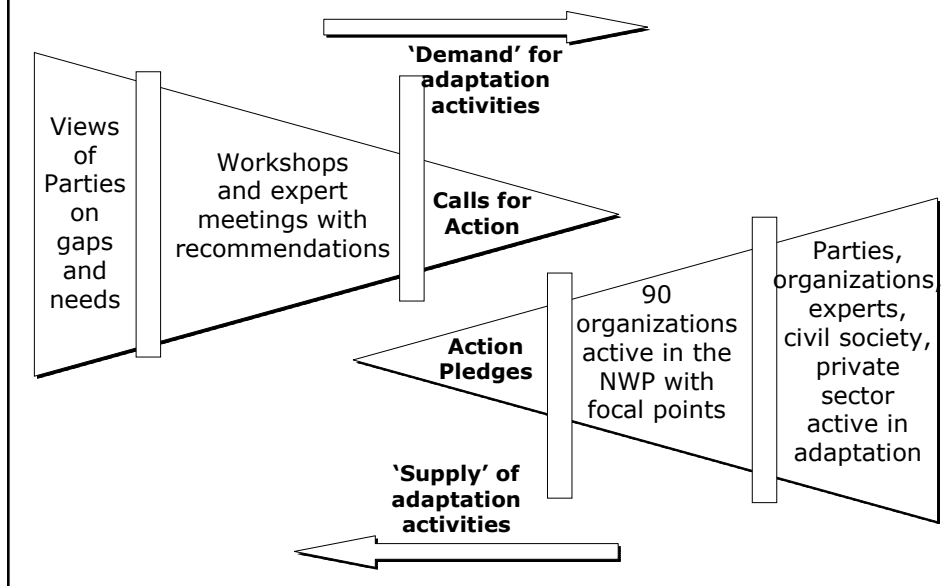 ‘Demand’ for
adaptation
activities
Views
of
Parties
on
gaps
and
needs
Workshops
and expert
meetings with
recommendations
Calls for
Action
Action
Pledges
90
organizations
active in the
NWP with
focal points
Parties,
organizations,
experts,
civil society,
private
sector
active in
adaptation
‘Supply’ of
adaptation
activities